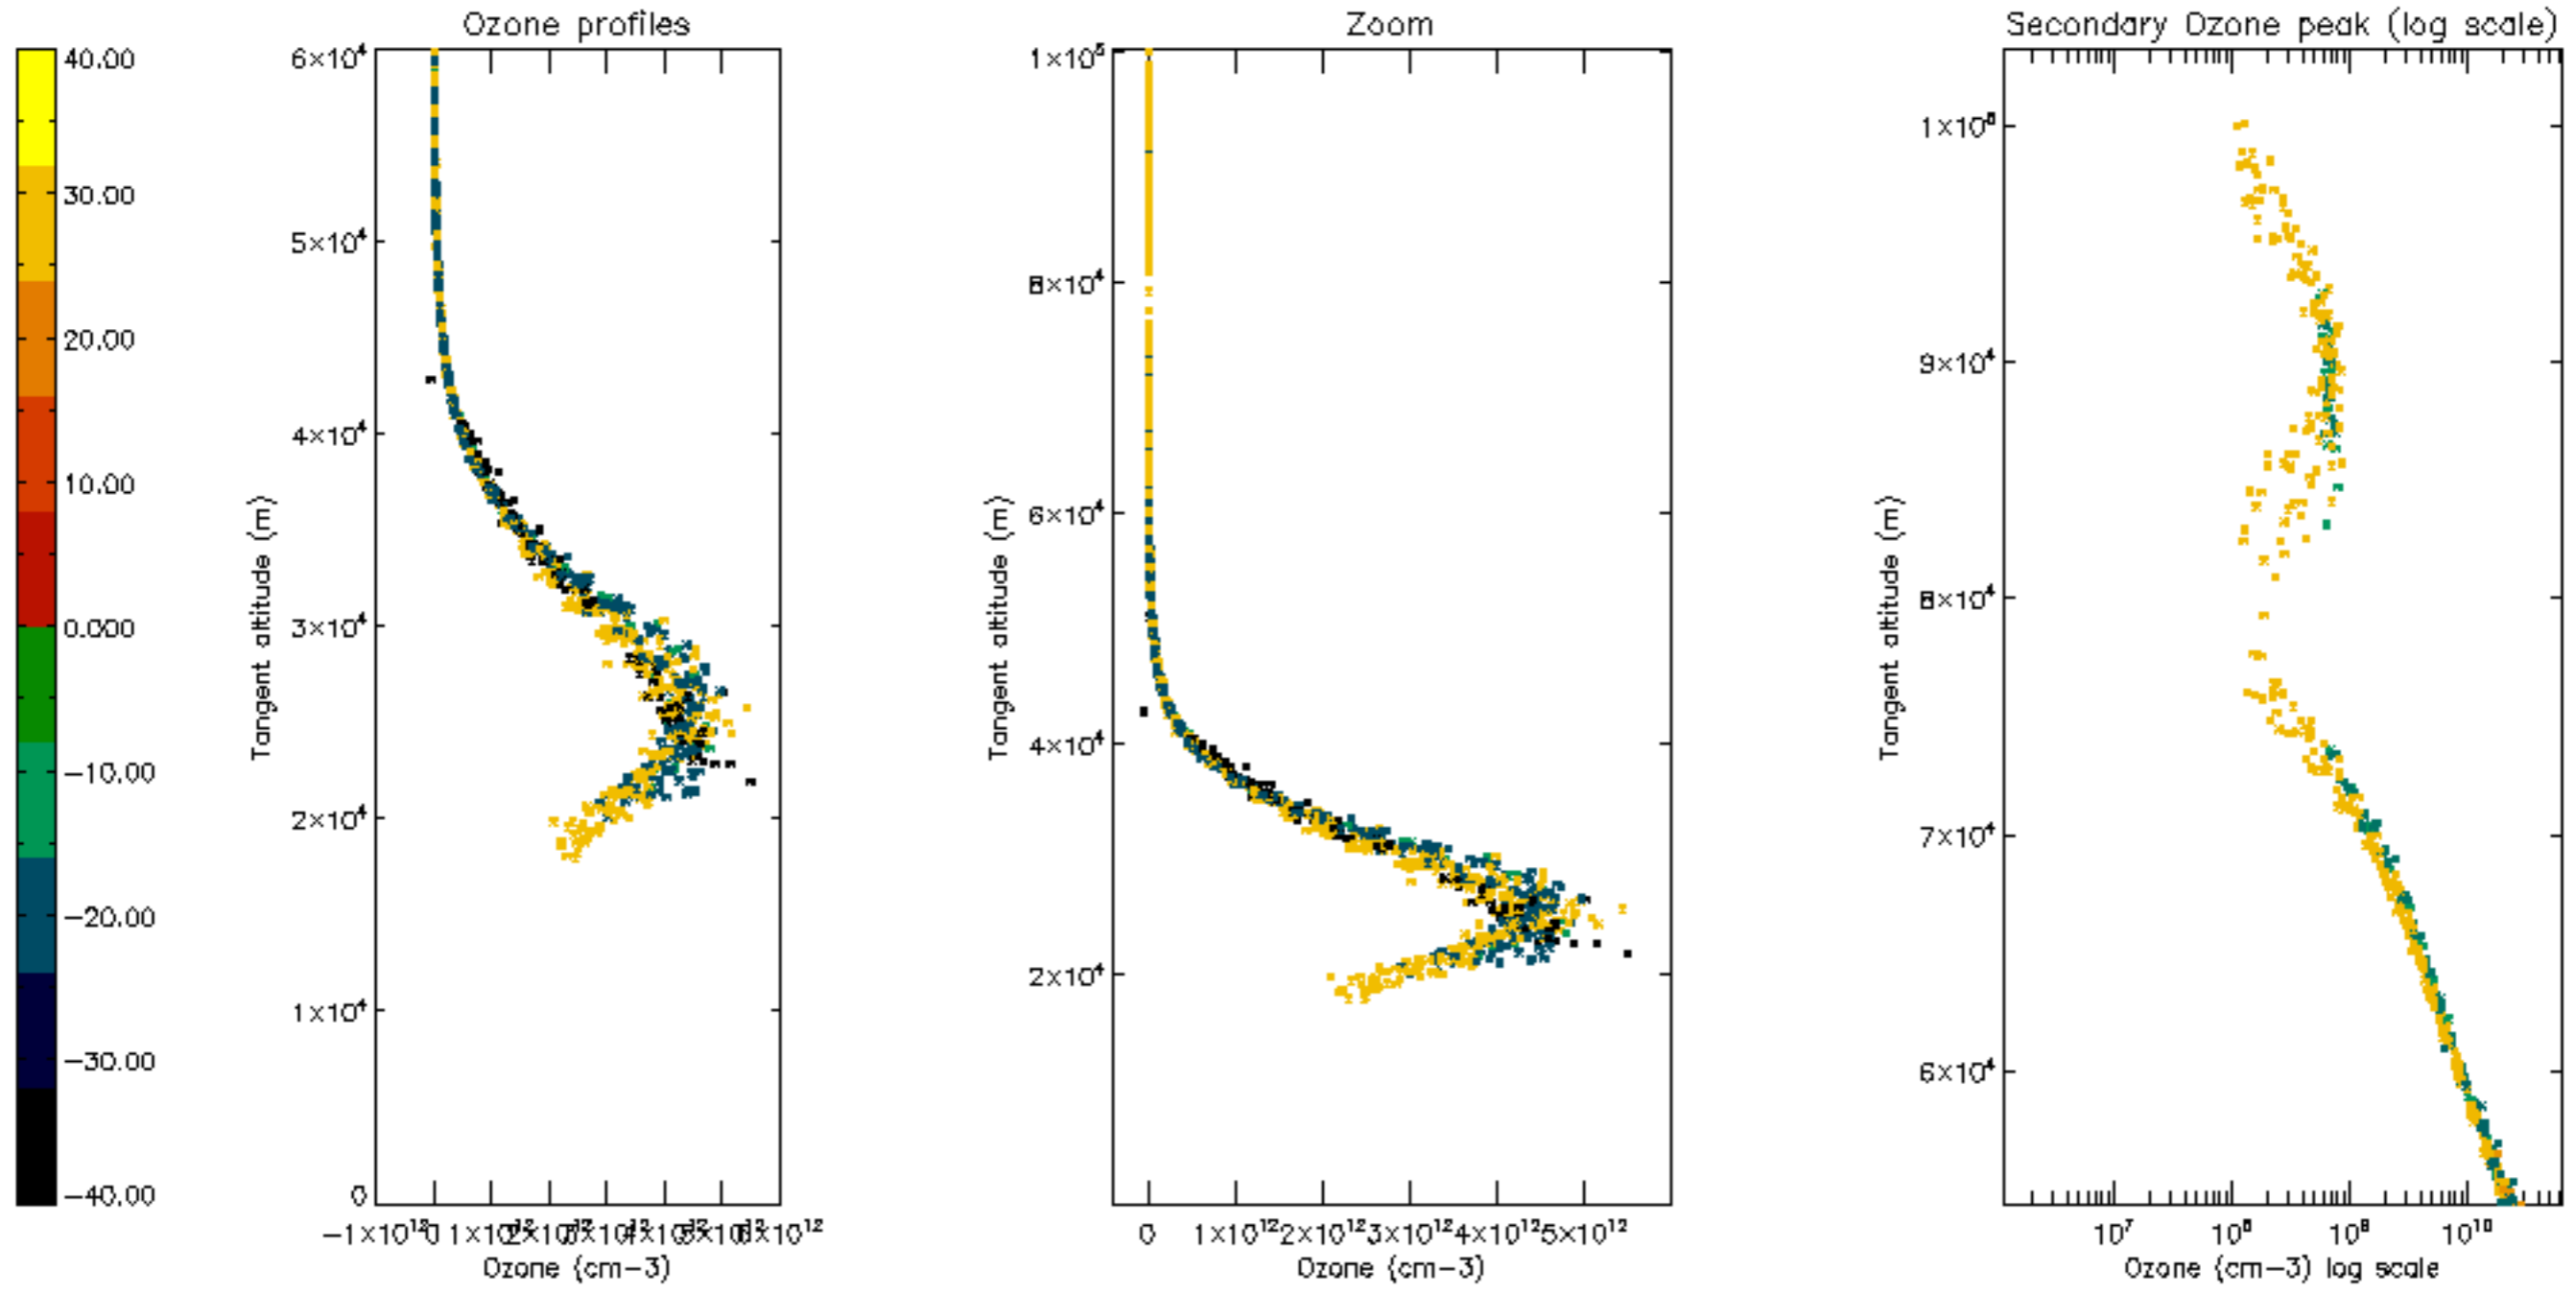 Ozone profiles
Zoom
Secondary Ozone peak (log scale)
40.00
30.00
20.00
10.00
0.000
-10.00
-20.00
-30.00
-40.00
Tangent altitude (m)
6×10⁴
5×10⁴
4×10⁴
3×10⁴
2×10⁴
1×10⁴
0
Ozone (cm-3)
Tangent altitude (m)
1×10⁵
8×10⁴
6×10⁴
4×10⁴
2×10⁴
0 1×10¹² 2×10¹² 3×10¹² 4×10¹² 5×10¹²
Ozone (cm-3)
Tangent altitude (m)
1×10⁵
9×10⁴
8×10⁴
7×10⁴
6×10⁴
10⁷ 10⁸ 10⁹ 10¹⁰
Ozone (cm-3) log scale